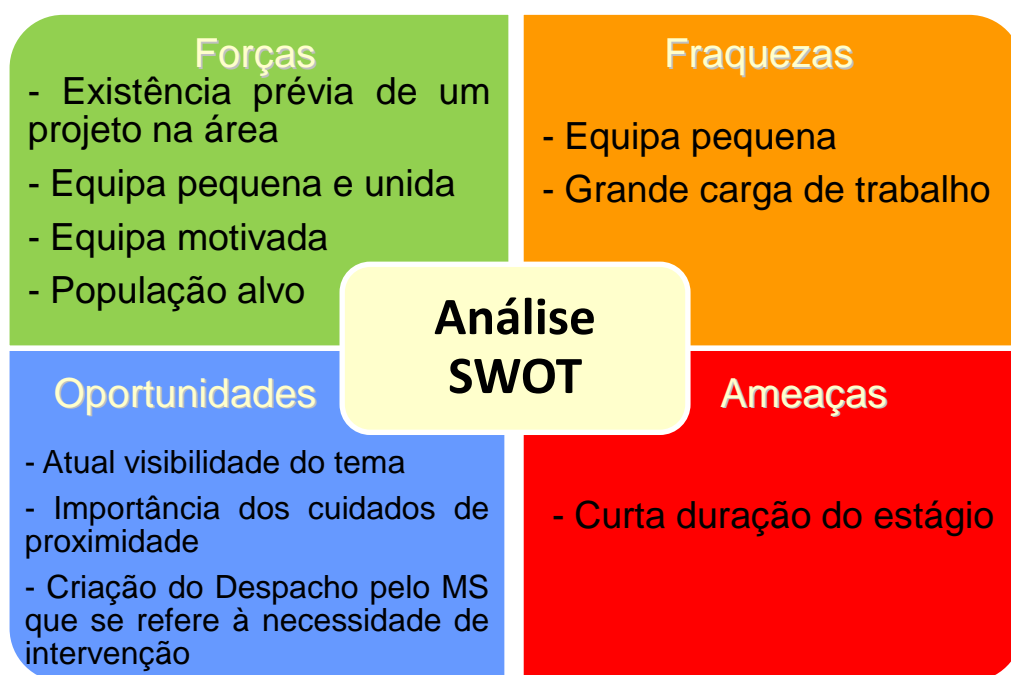 Forças
- Existência prévia de um
projeto na área
- Equipa pequena e unida
- Equipa motivada
- População alvo
Fraquezas
- Equipa pequena
- Grande carga de trabalho
Análise
SWOT
Oportunidades
- Atual visibilidade do tema
- Importância dos cuidados de
proximidade
- Criação do Despacho pelo MS
que se refere à necessidade de
intervenção
Ameaças
- Curta duração do estágio